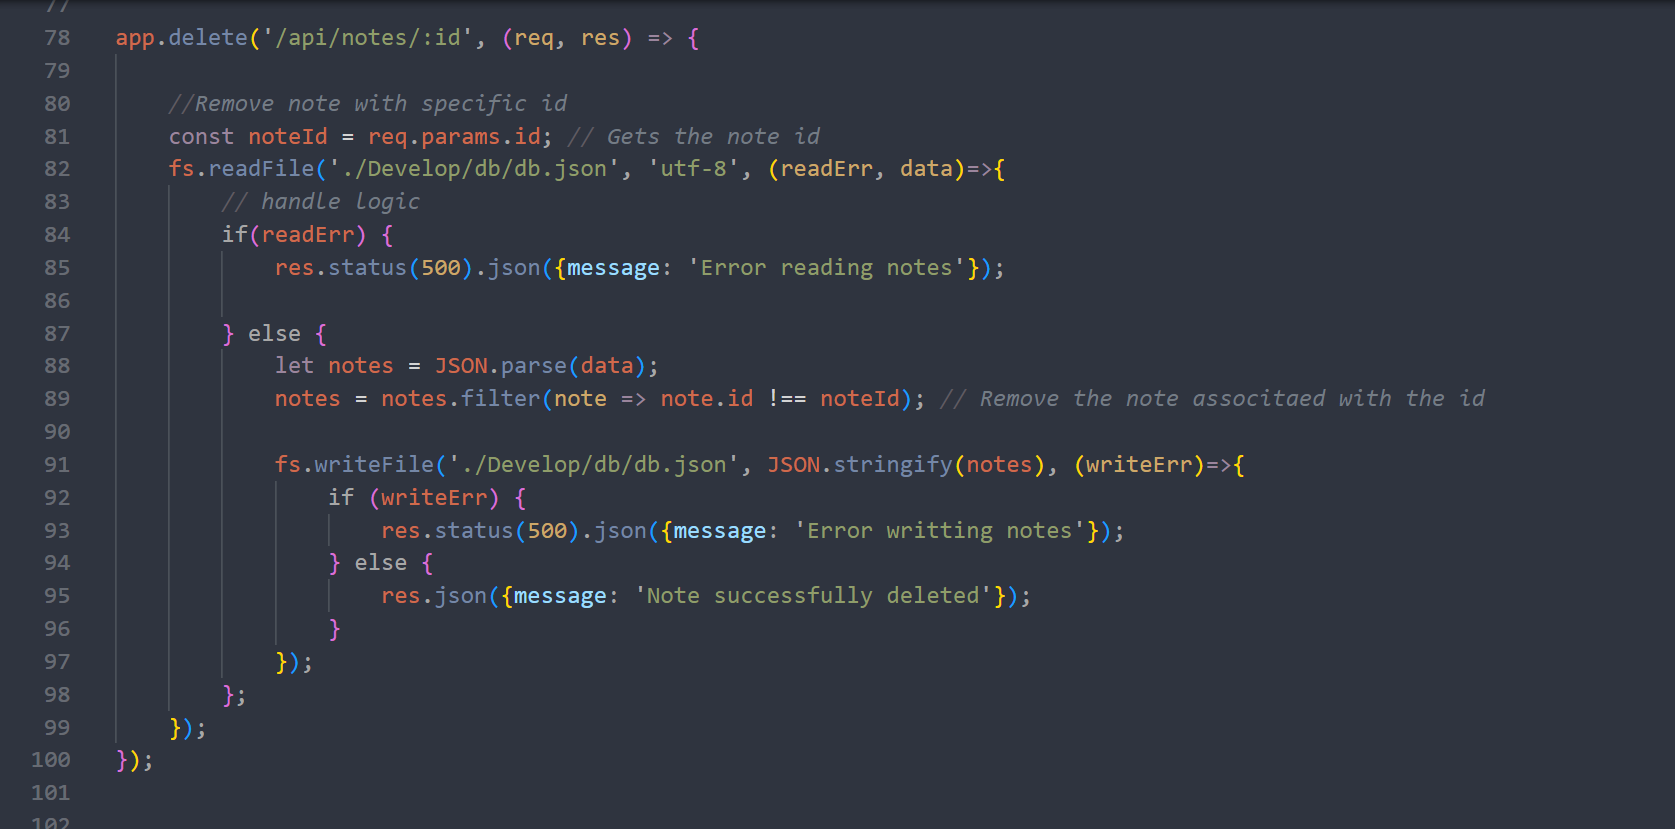 77
78 app.delete('/api/notes/:id', (req, res) => {
79
80 //Remove note with specific id
81 const noteId = req.params.id; // Gets the note id
82 fs.readFile('./Develop/db/db.json', 'utf-8', (readErr, data)=>{
83 // handle logic
84 if(readErr) {
85 res.status(500).json({message: 'Error reading notes'});
86
87 } else {
88 let notes = JSON.parse(data);
89 notes = notes.filter(note => note.id !== noteId); // Remove the note associtaed with the id
90
91 fs.writeFile('./Develop/db/db.json', JSON.stringify(notes), (writeErr)=>{
92 if (writeErr) {
93 res.status(500).json({message: 'Error writting notes'});
94 } else {
95 res.json({message: 'Note successfully deleted'});
96 }
97 });
98 };
99 });
100 });
101
102